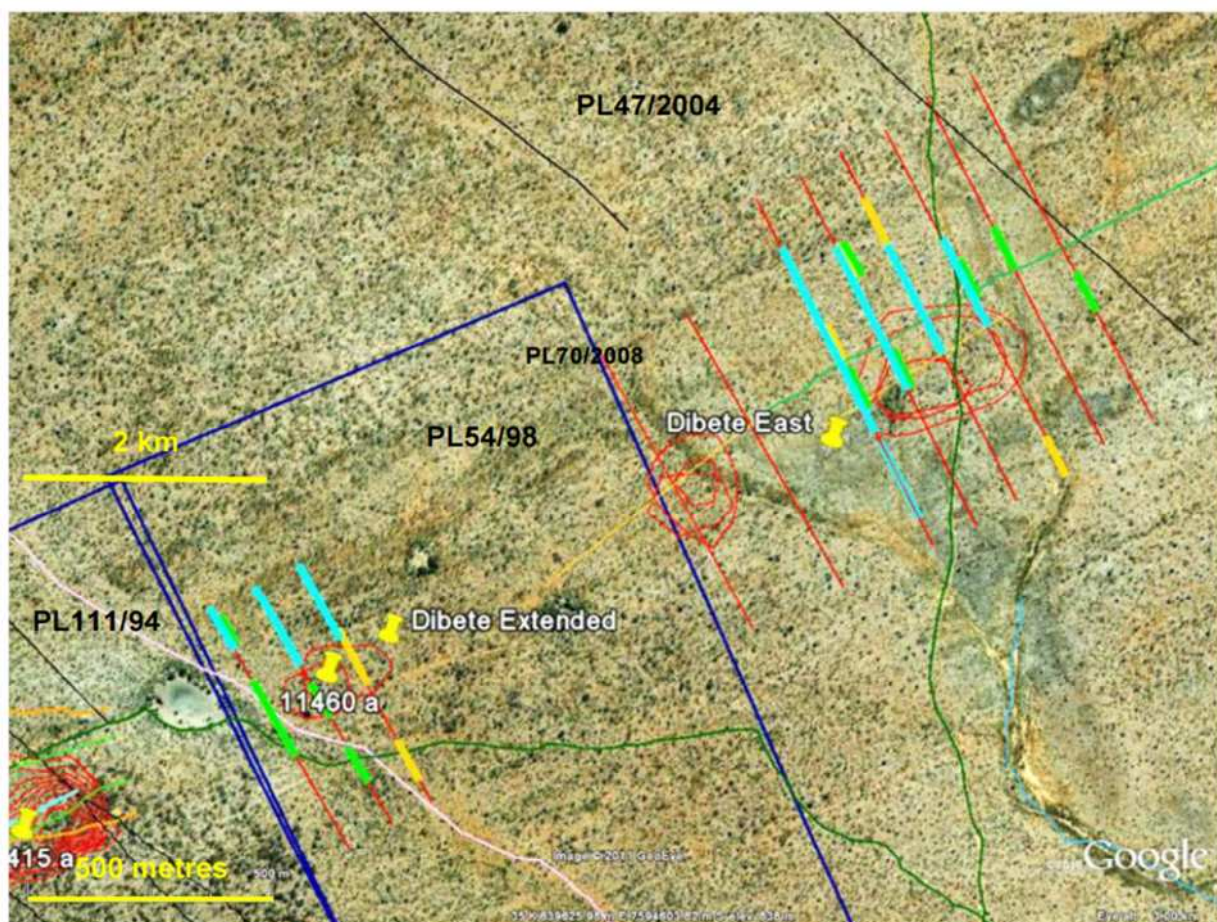 PL47/2004
PL70/2008
Dibete East
PL54/98
2 km
Dibete Extended
PL111/94
11460 a
415 a
500 metres
500 m
Google